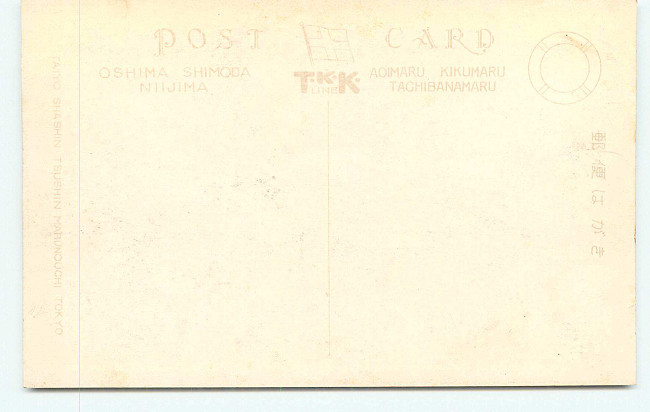 POST CARD
OSHIMA SHIMODA
NIIJIMA
T.K.K.
LINE
AOIMARU KIKUMARU
TACHIBANAMARU
郵便はがき
TAIYO SHASHIN TSUSHIN MARUNOUCHI TOKYO